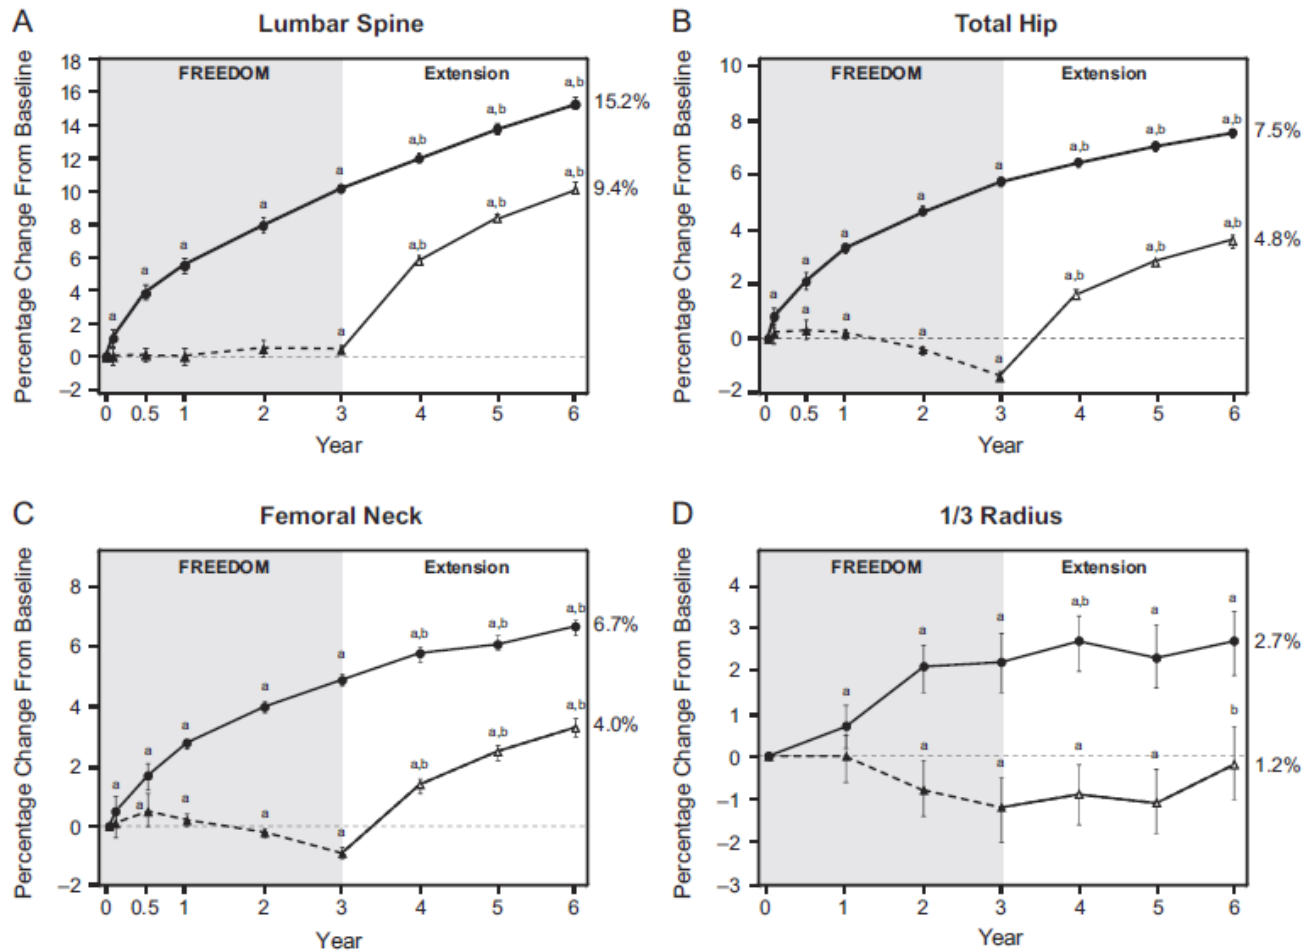 A
Lumbar Spine
FREEDOM
Extension
Percentage Change From Baseline
18
16
14
12
10
8
6
4
2
0
–2
a
a
a
a
a
a,b
a,b
a,b
15.2%
a
a,b
a,b
a,b
9.4%
0 0.5 1 2 3 4 5 6
Year
B
Total Hip
FREEDOM
Extension
Percentage Change From Baseline
10
8
6
4
2
0
–2
a
a
a
a
a
a,b
a,b
a,b
7.5%
a
a
a
a
a,b
a,b
a,b
4.8%
0 0.5 1 2 3 4 5 6
Year
C
Femoral Neck
FREEDOM
Extension
Percentage Change From Baseline
8
6
4
2
0
–2
a
a
a
a
a
a,b
a,b
a,b
6.7%
a
a
a
a
a,b
a,b
a,b
4.0%
0 0.5 1 2 3 4 5 6
Year
D
1/3 Radius
FREEDOM
Extension
Percentage Change From Baseline
4
3
2
1
0
–1
–2
–3
a
a
a
a,b
a
a
2.7%
a
a
a
a
b
1.2%
0 1 2 3 4 5 6
Year